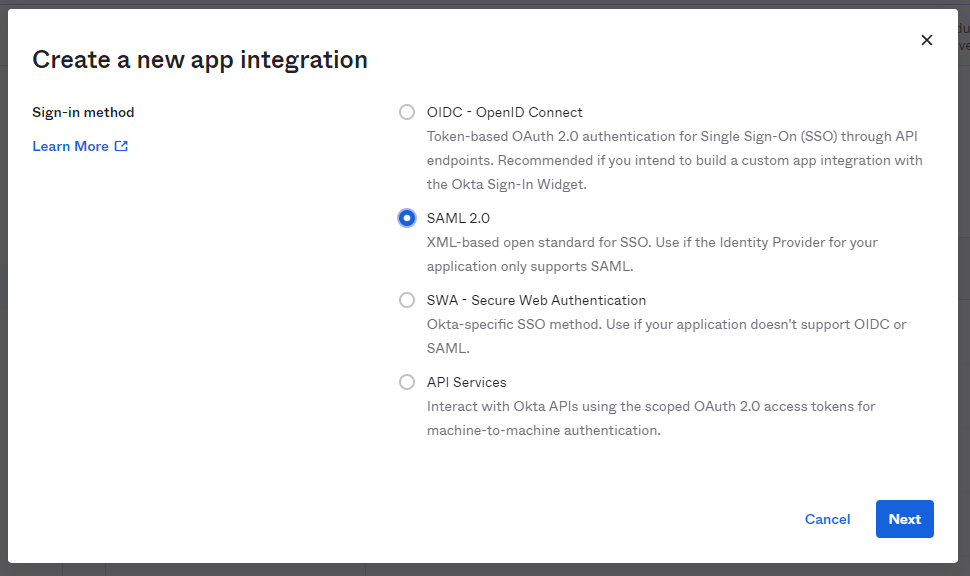 Create a new app integration
Sign-in method
Learn More
OIDC - OpenID Connect
Token-based OAuth 2.0 authentication for Single Sign-On (SSO) through API
endpoints. Recommended if you intend to build a custom app integration with
the Okta Sign-In Widget.
SAML 2.0
XML-based open standard for SSO. Use if the Identity Provider for your
application only supports SAML.
SWA - Secure Web Authentication
Okta-specific SSO method. Use if your application doesn't support OIDC or
SAML.
API Services
Interact with Okta APIs using the scoped OAuth 2.0 access tokens for
machine-to-machine authentication.
Cancel
Next